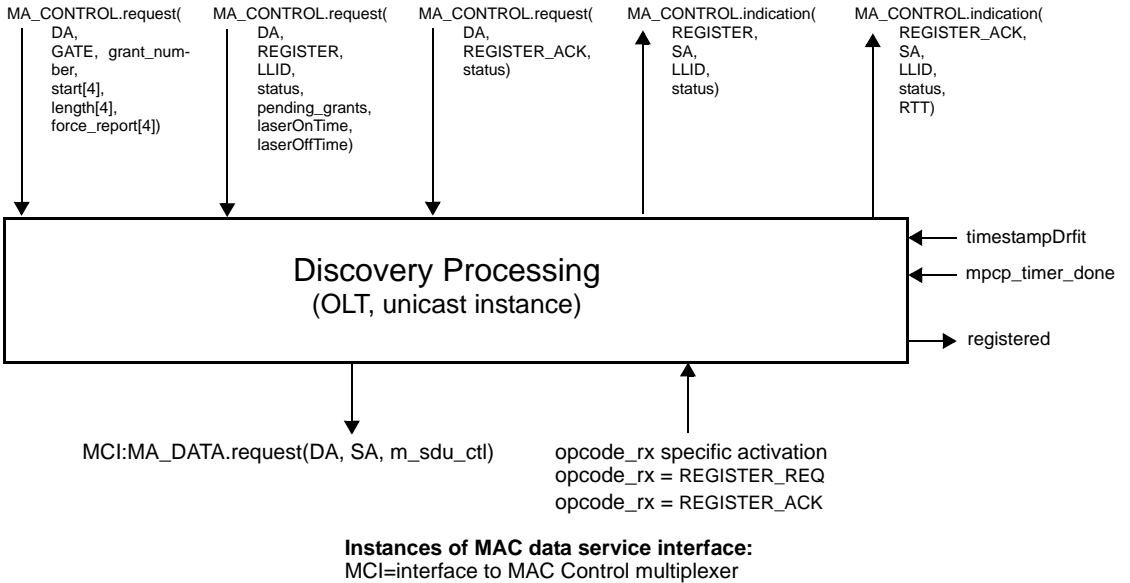 MA_CONTROL.request(
DA,
GATE, grant_num-
ber,
start[4],
length[4],
force_report[4])
MA_CONTROL.request(
DA,
REGISTER,
LLID,
status,
pending_grants,
laserOnTime,
laserOffTime)
MA_CONTROL.request(
DA,
REGISTER_ACK,
status)
MA_CONTROL.indication(
REGISTER,
SA,
LLID,
status)
MA_CONTROL.indication(
REGISTER_ACK,
SA,
LLID,
status,
RTT)
Discovery Processing
(OLT, unicast instance)
timestampDrfit
mpcp_timer_done
registered
MCI:MA_DATA.request(DA, SA, m_sdu_ctl)
opcode_rx specific activation
opcode_rx = REGISTER_REQ
opcode_rx = REGISTER_ACK
Instances of MAC data service interface:
MCI=interface to MAC Control multiplexer